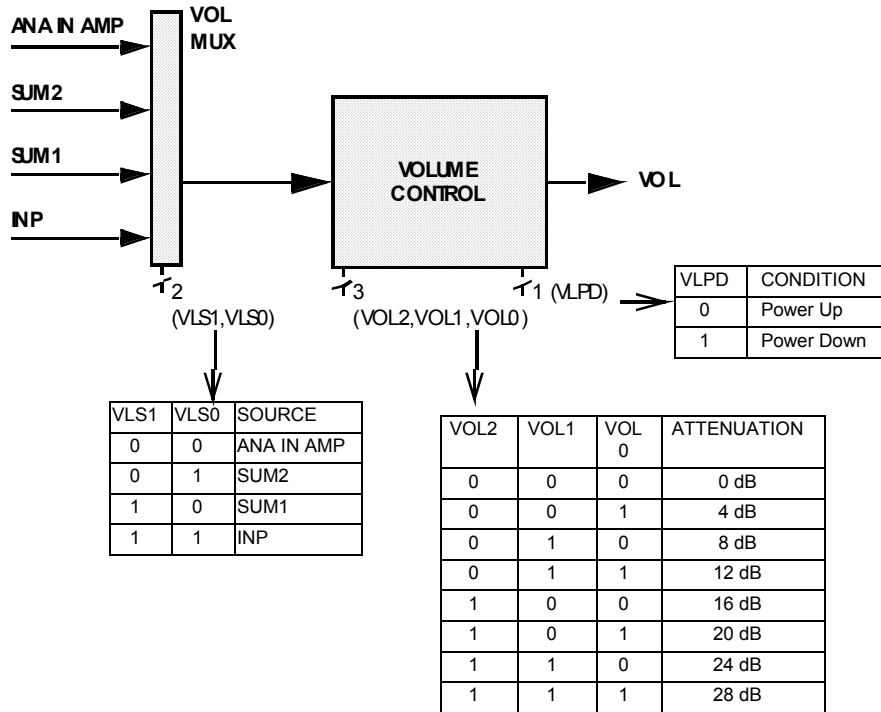 ANA IN AMP
VOL
MUX
SUM2
SUM1
INP
VOLUME
CONTROL
VOL
2
(VLS1,VLS0)
3
(VOL2,VOL1,VOL0)
1 (VLPD)
VLPD CONDITION
0 Power Up
1 Power Down
VLS1 VLS0 SOURCE
0 0 ANA IN AMP
0 1 SUM2
1 0 SUM1
1 1 INP
VOL2 VOL1 VOL ATTENUATION
0
0 0 0 0 dB
0 0 1 4 dB
0 1 0 8 dB
0 1 1 12 dB
1 0 0 16 dB
1 0 1 20 dB
1 1 0 24 dB
1 1 1 28 dB